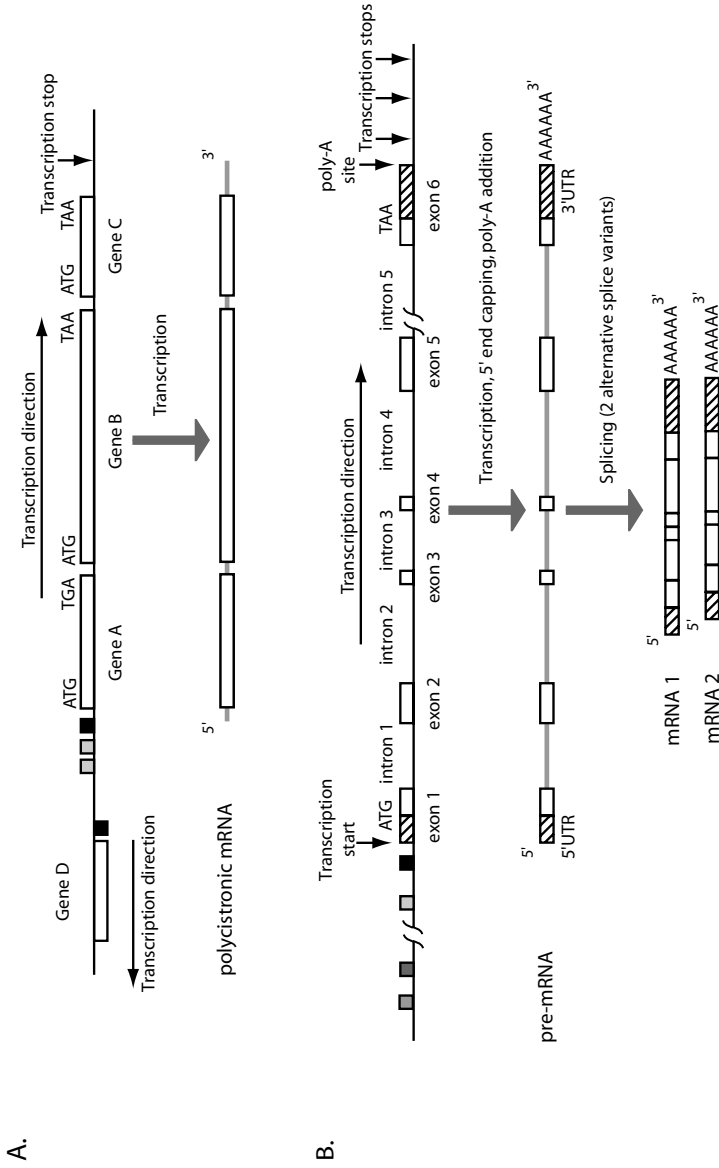 A.
Transcription direction
Transcription stop
Gene D
ATG
TGA
ATG
TAA
ATG
TAA
Gene A
Gene B
Gene C
Transcription direction
Transcription
polycistronic mRNA
5'
3'
B.
Transcription direction
Transcription
start
poly-A
site
Transcription stops
ATG
intron 1
intron 2
intron 3
intron 4
intron 5
TAA
exon 1
exon 2
exon 3
exon 4
exon 5
exon 6
Transcription, 5' end capping, poly-A addition
pre-mRNA
5'
AAAAAA 3'
5'UTR
3'UTR
Splicing (2 alternative splice variants)
mRNA 1
5'
AAAAAA 3'
mRNA 2
5'
AAAAAA 3'